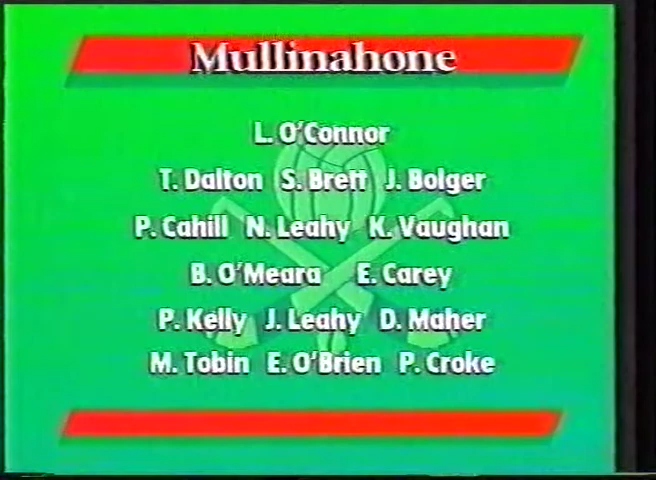 Mullinahone
L. O'Connor
T. Dalton S. Brett J. Bolger
P. Cahill N. Leahy K. Vaughan
B. O'Meara E. Carey
P. Kelly J. Leahy D. Maher
M. Tobin E. O'Brien P. Croke